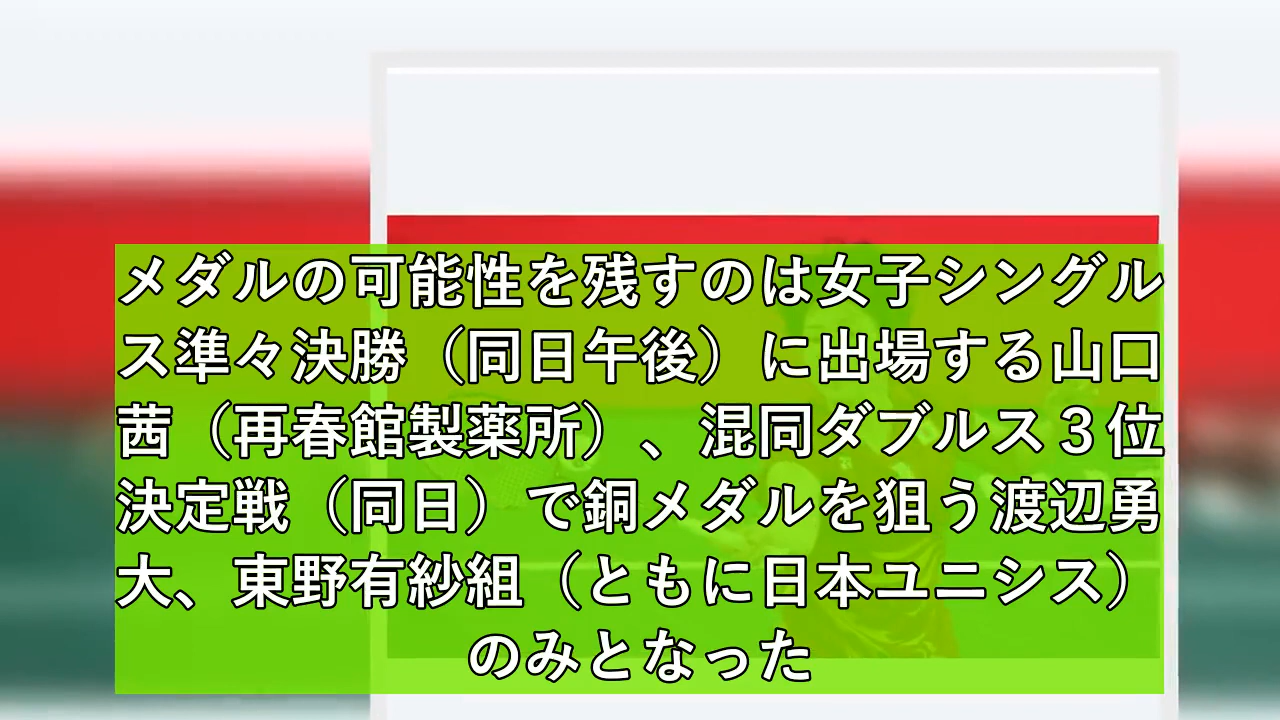 メダルの可能性を残すのは女子シングル
ス準々決勝（同日午後）に出場する山口
茜（再春館製薬所）、混同ダブルス３位
決定戦（同日）で銅メダルを狙う渡辺勇
大、東野有紗組（ともに日本ユニシス）
のみとなった